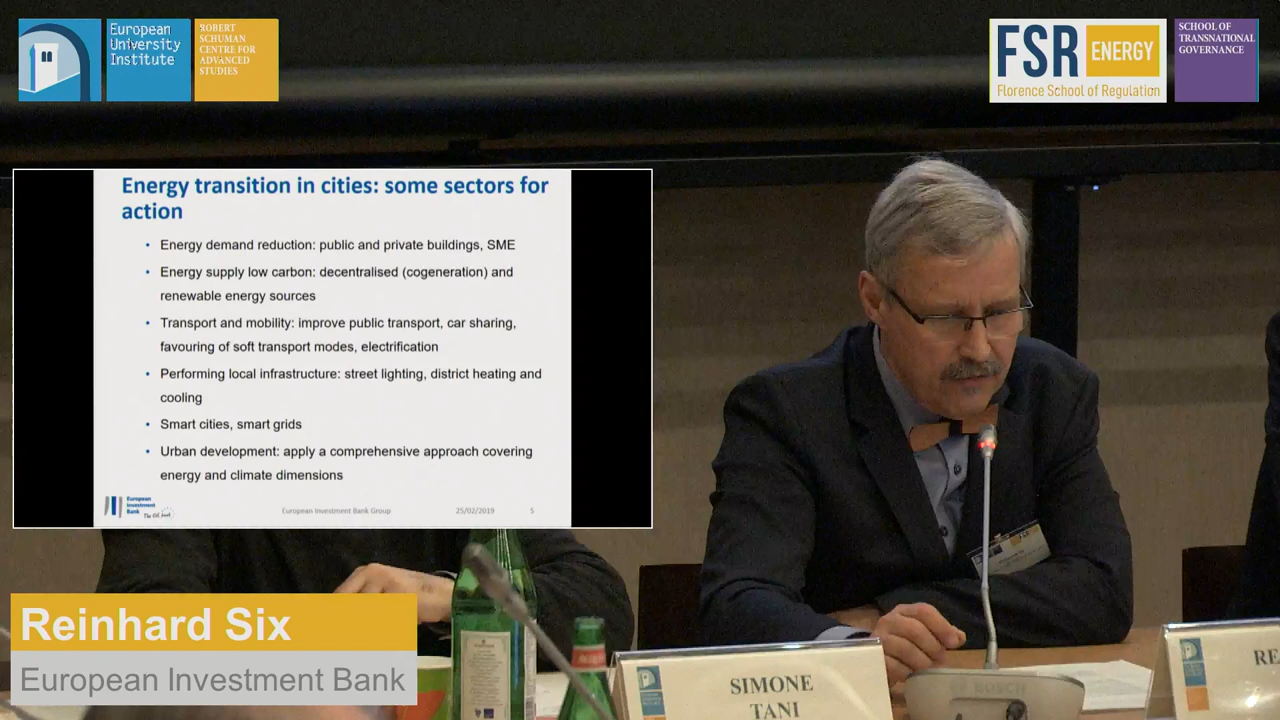 European
University
Institute
ROBERT
SCHUMAN
CENTRE FOR
ADVANCED
STUDIES
FSR ENERGY
Florence School of Regulation
SCHOOL OF
TRANSNATIONAL
GOVERNANCE
Energy transition in cities: some sectors for
action
• Energy demand reduction: public and private buildings, SME
• Energy supply low carbon: decentralised (cogeneration) and
renewable energy sources
• Transport and mobility: improve public transport, car sharing,
favouring of soft transport modes, electrification
• Performing local infrastructure: street lighting, district heating and
cooling
• Smart cities, smart grids
• Urban development: apply a comprehensive approach covering
energy and climate dimensions
European
Investment
Bank
The EU bank
European Investment Bank Group 25/02/2019 5
Reinhard Six
European Investment Bank
SIMONE
TANI
RE
BOSCH